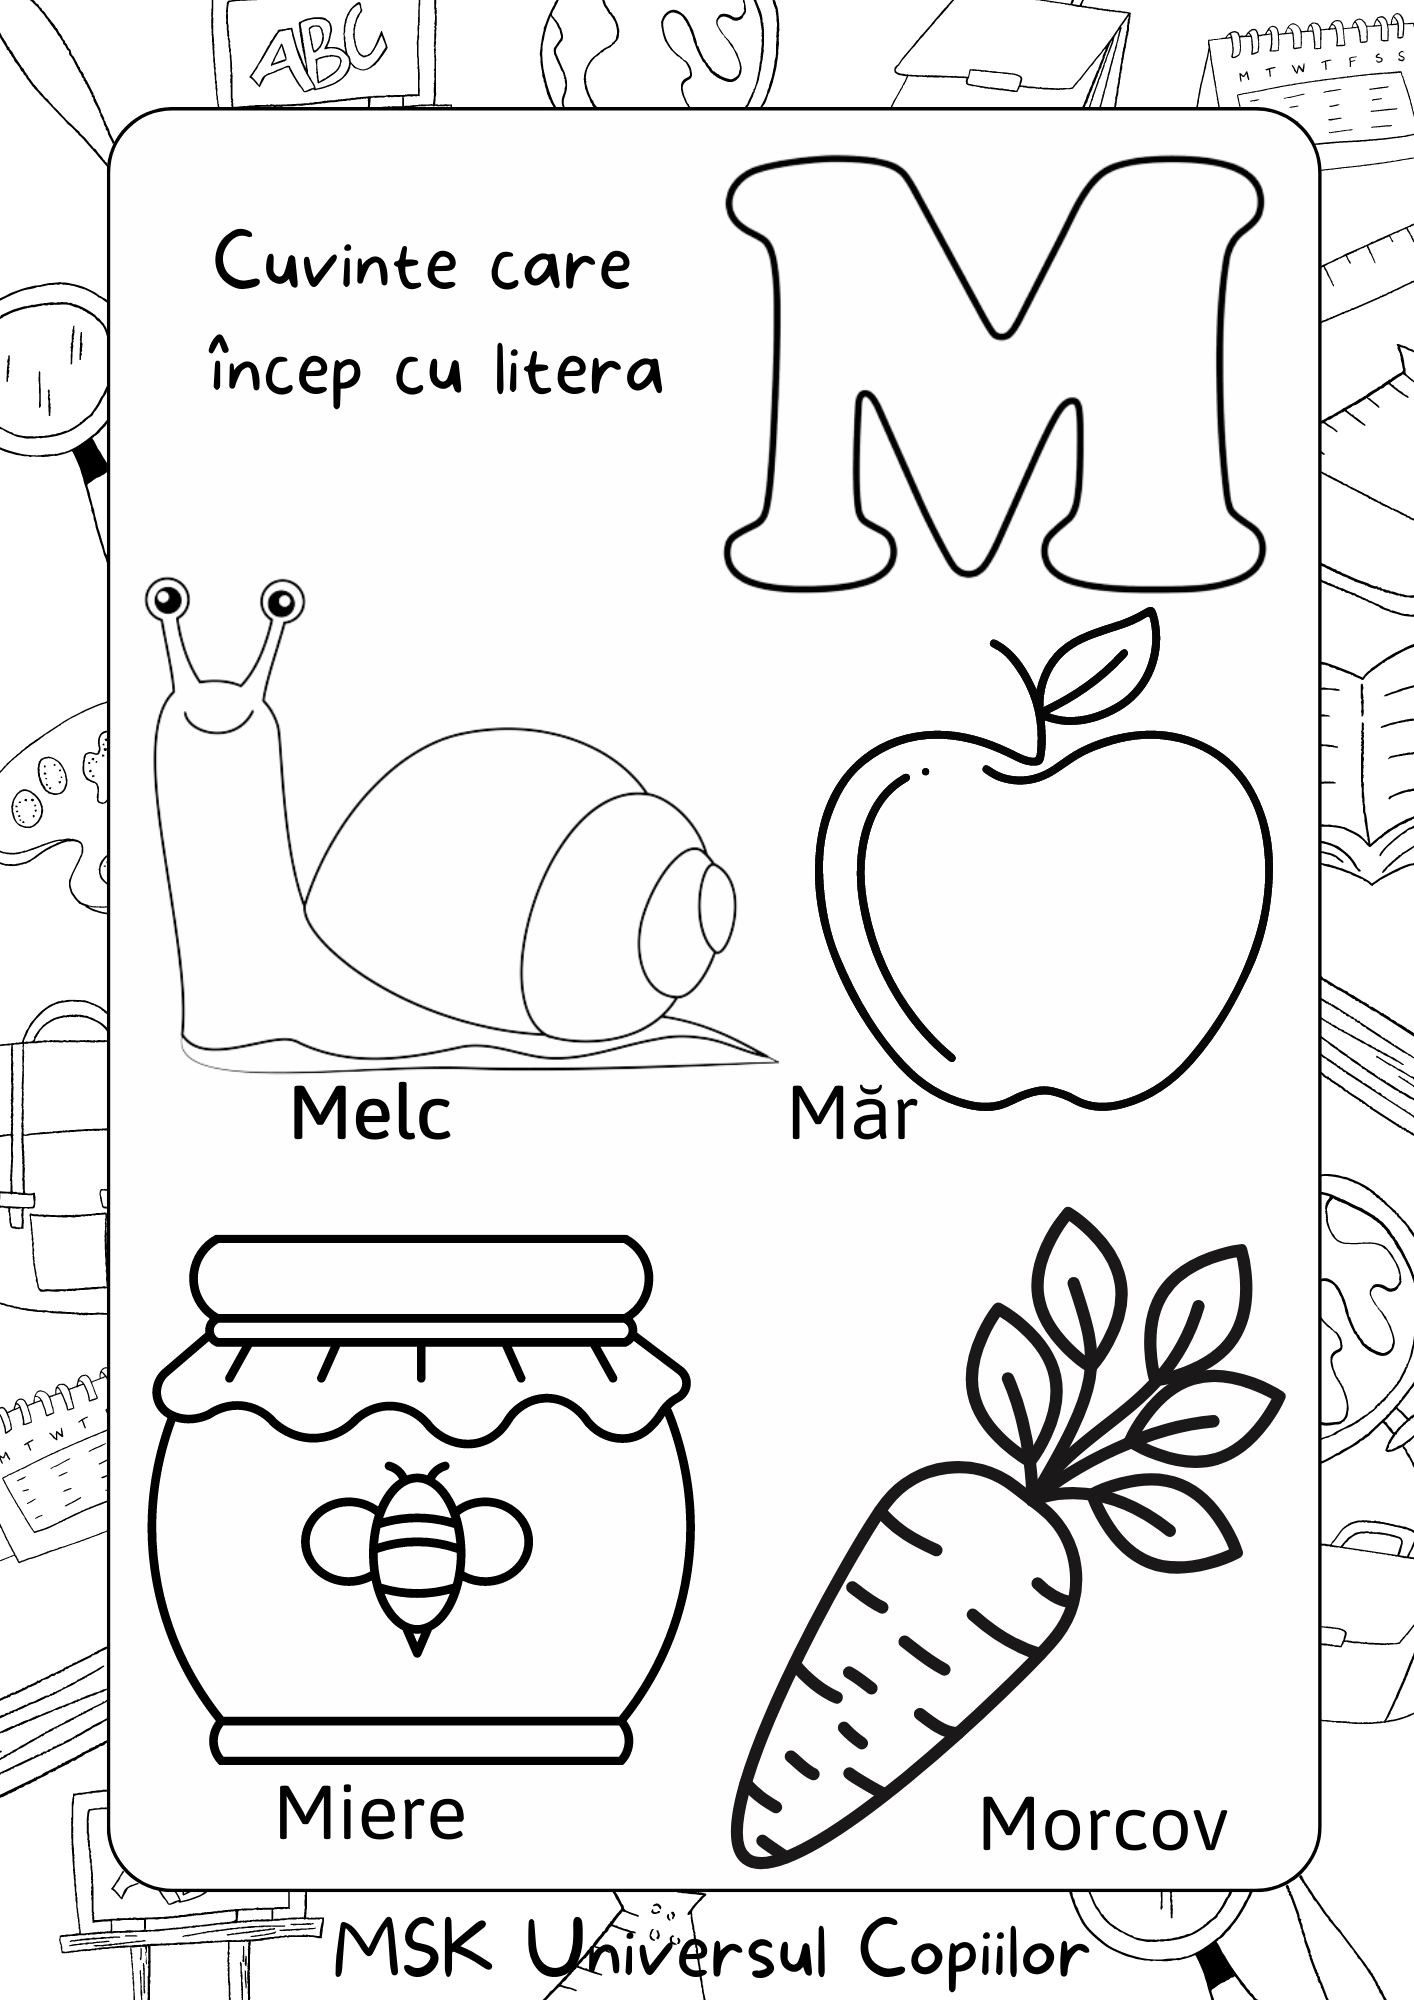 ABC
M T W T F S S
Cuvinte care
încep cu litera
M
Melc
Măr
M T W T
Miere
Morcov
MSK Universul Copiilor